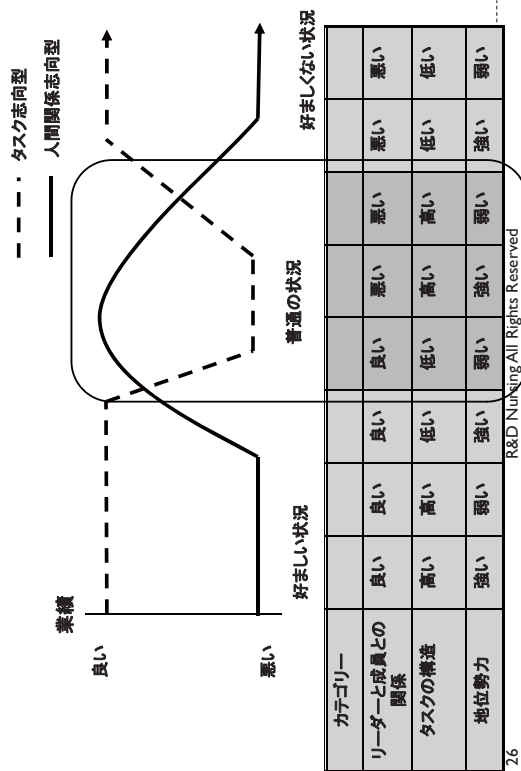 タスク志向型
人間関係志向型
業績
良い
悪い
好ましい状況
普通の状況
好ましくない状況
カテゴリー
リーダーと成員との関係 良い 良い 良い 良い 悪い 悪い 悪い 悪い
タスクの構造 高い 高い 低い 低い 高い 高い 低い 低い
地位勢力 強い 弱い 強い 弱い 強い 弱い 強い 弱い
26
R&D Nursing All Rights Reserved